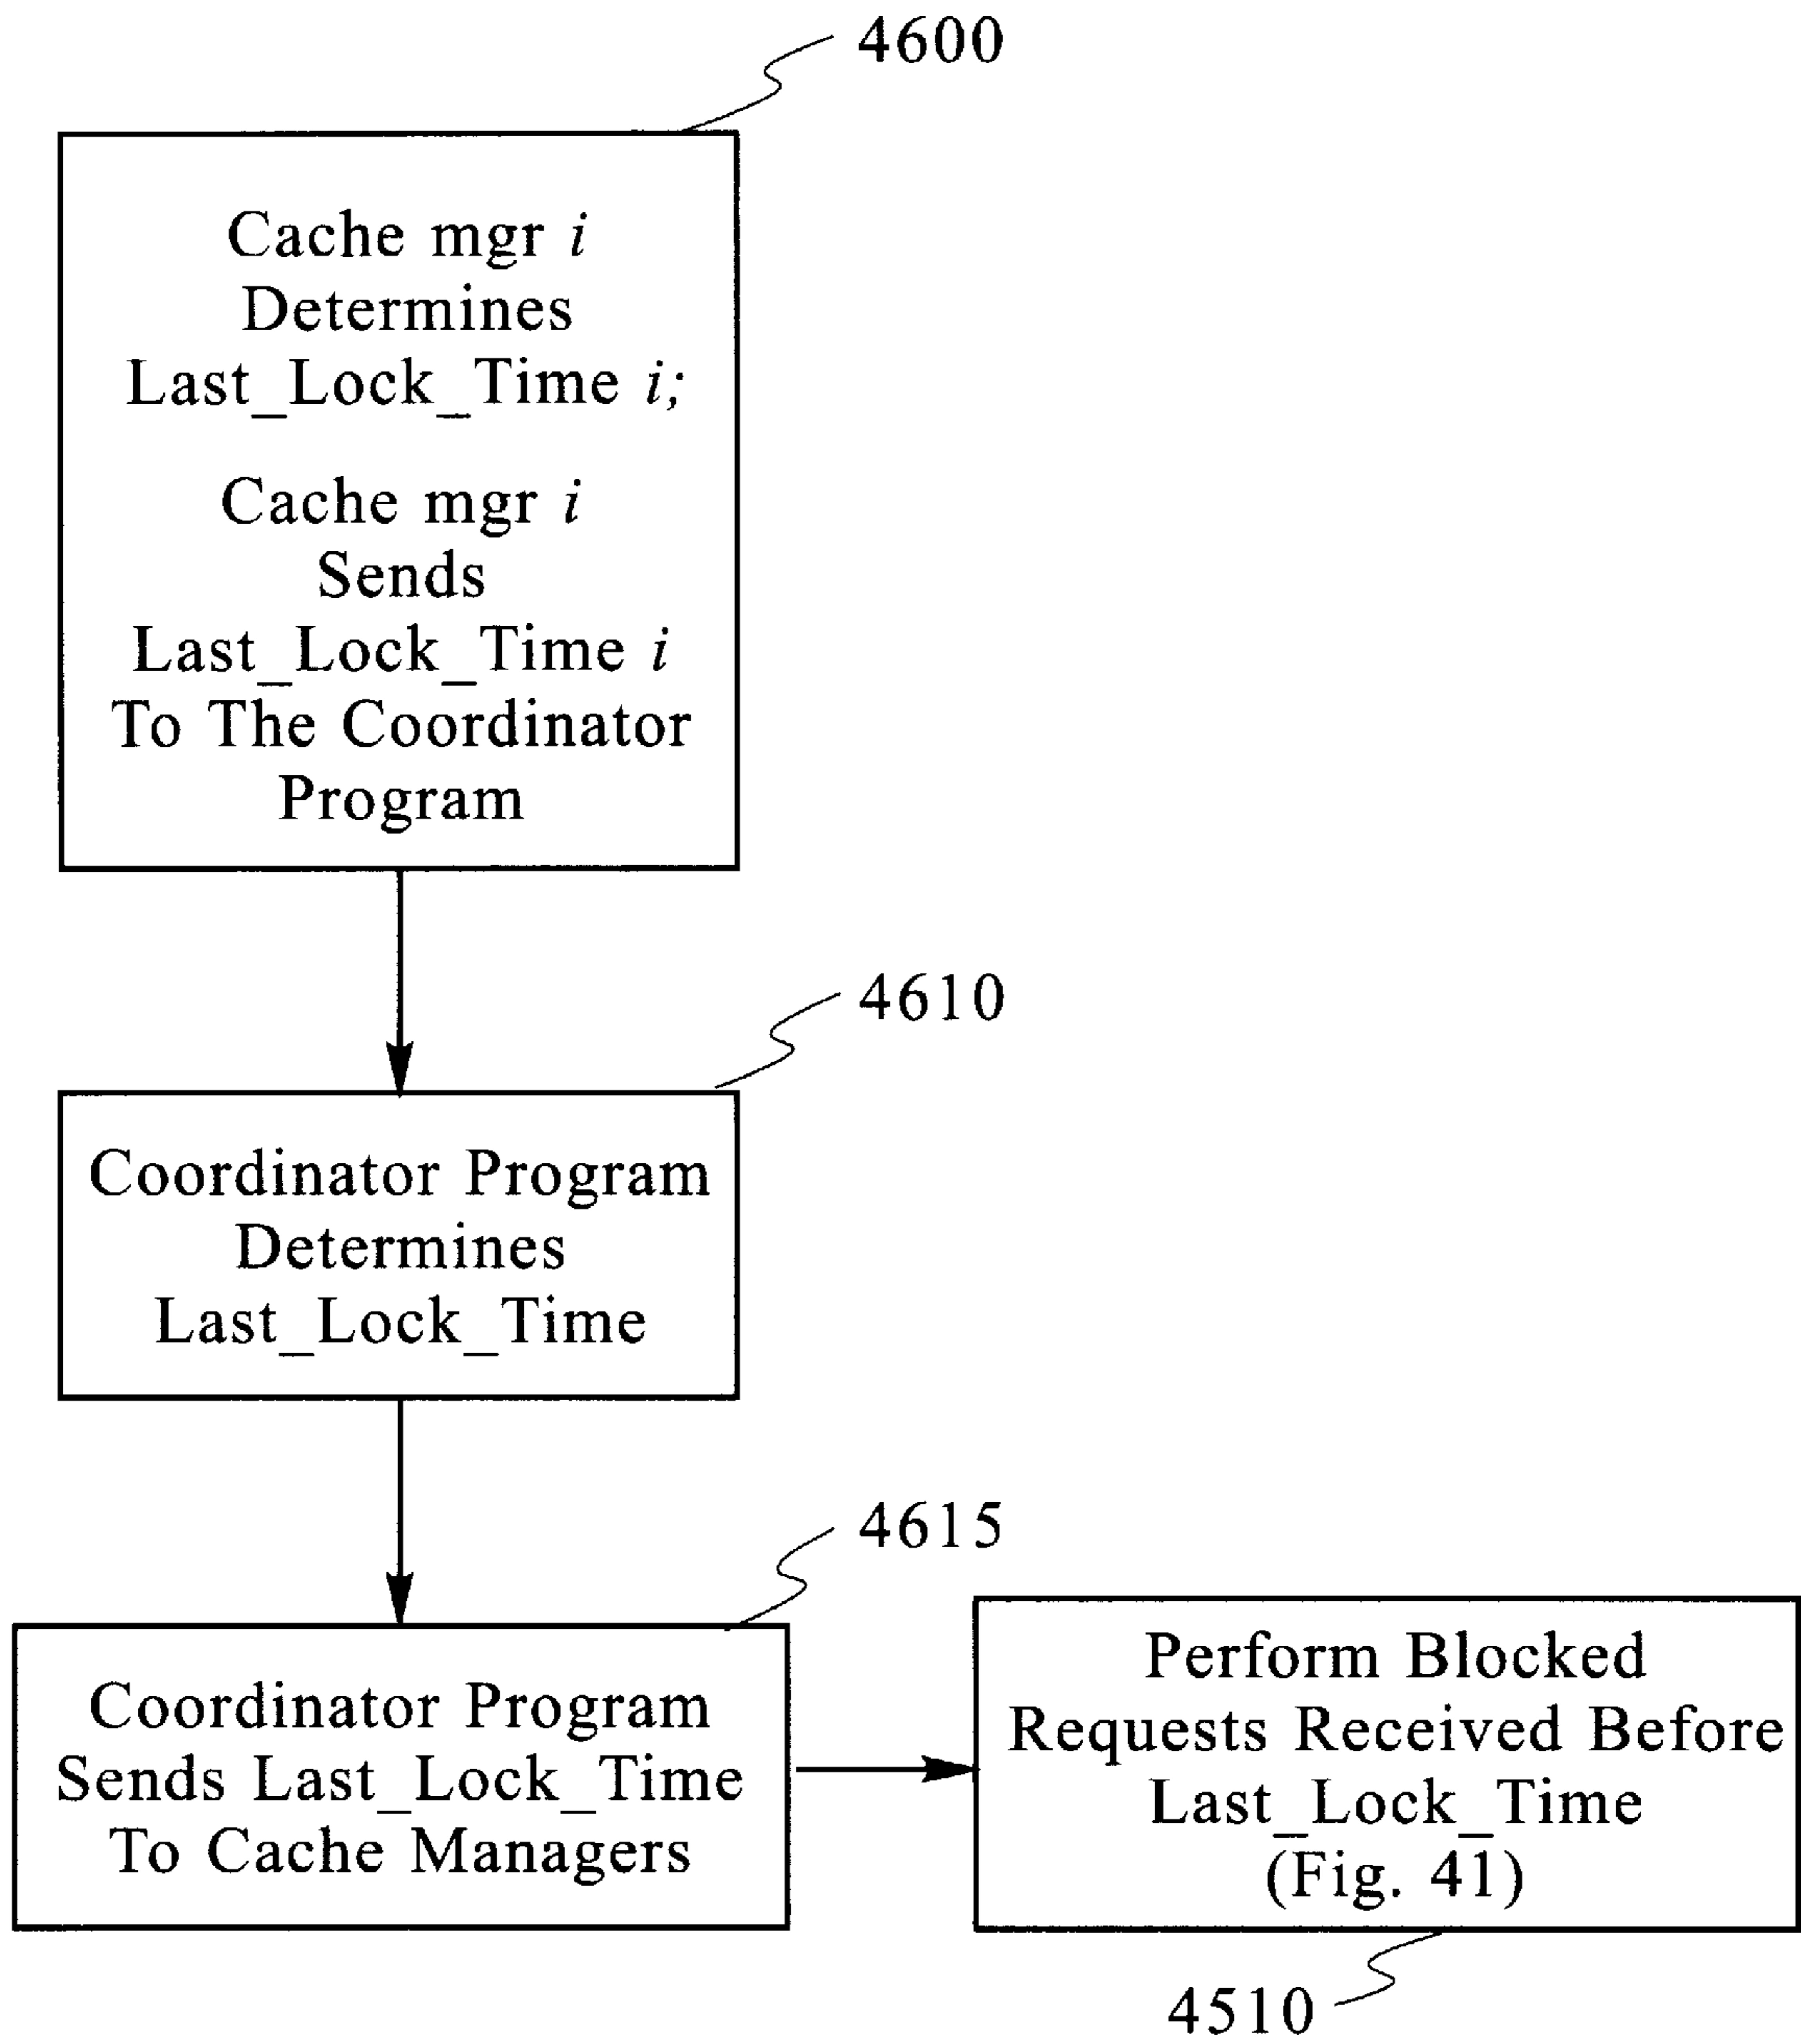 4600
Cache mgr i
Determines
Last_Lock_Time i;
Cache mgr i
Sends
Last_Lock_Time i
To The Coordinator
Program
4610
Coordinator Program
Determines
Last_Lock_Time
4615
Coordinator Program
Sends Last_Lock_Time
To Cache Managers
Perform Blocked
Requests Received Before
Last_Lock_Time
(Fig. 41)
4510